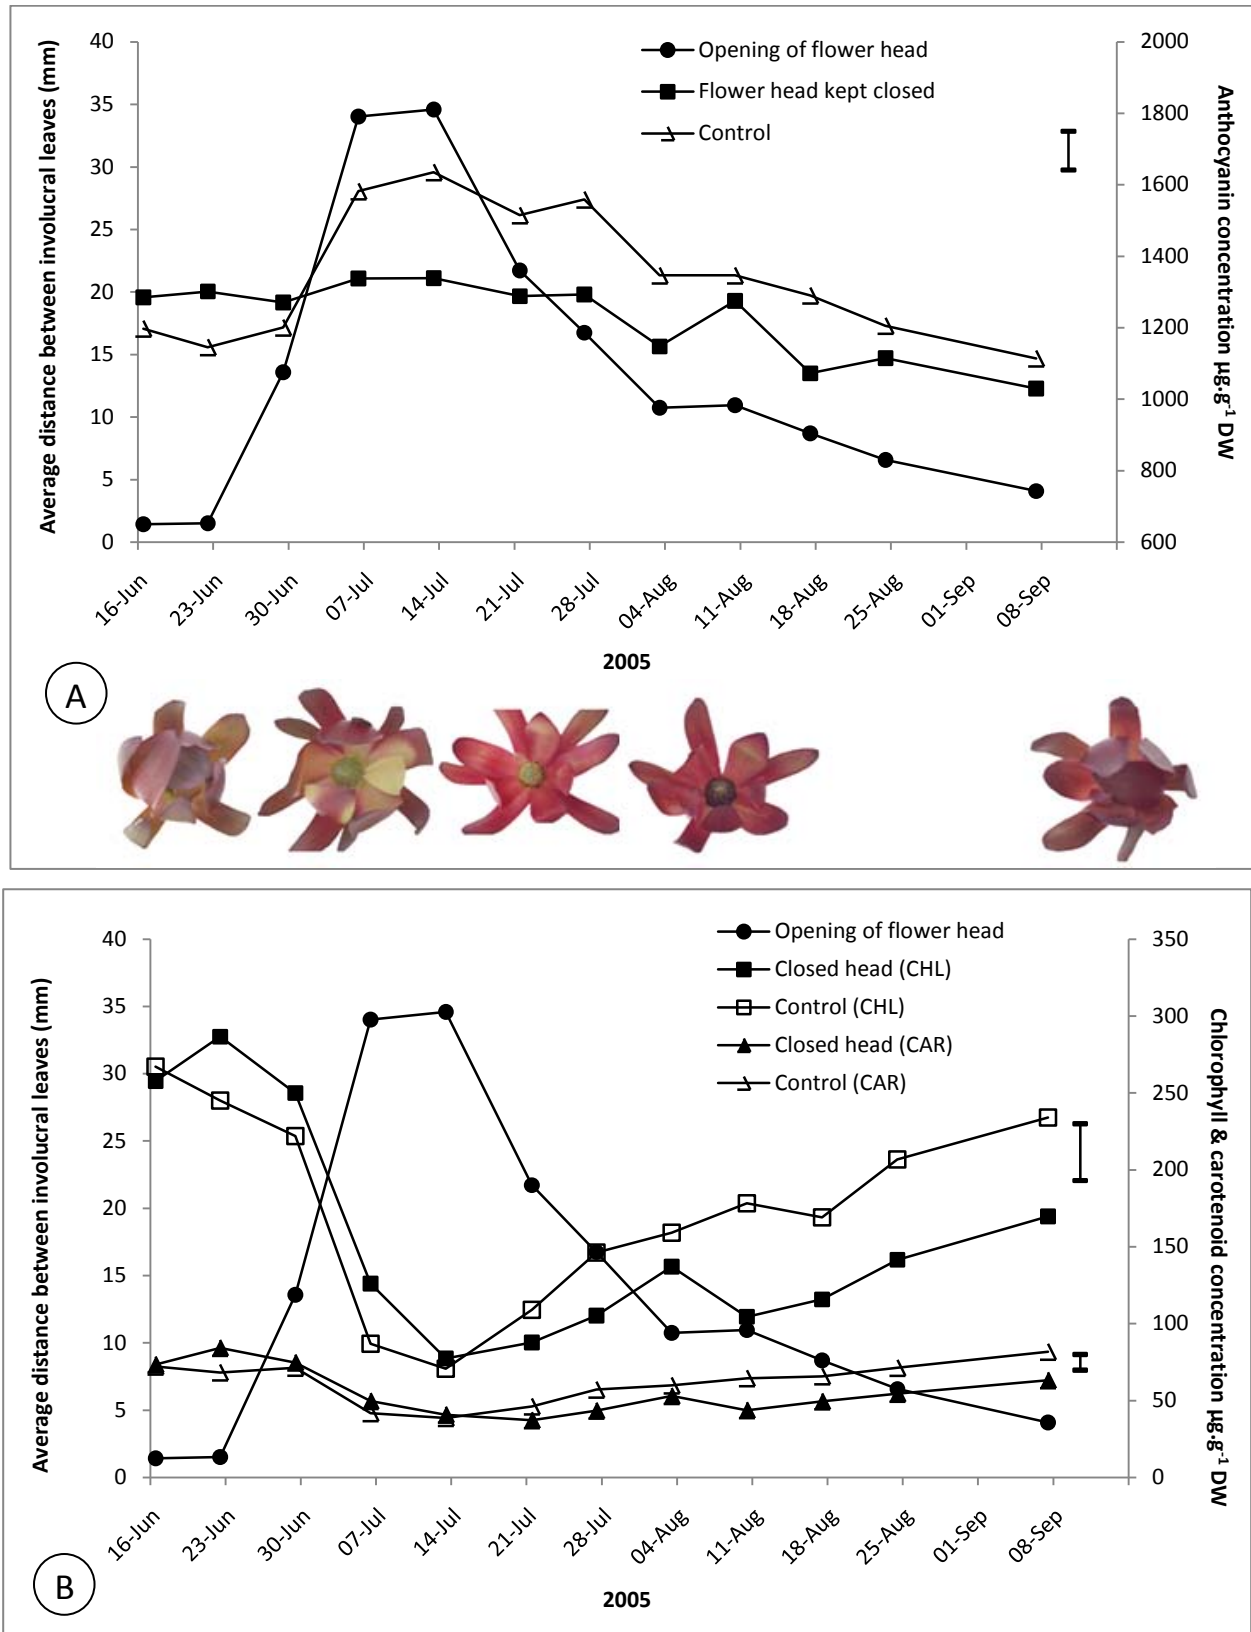 Average distance between involucral leaves (mm)
40
35
30
25
20
15
10
5
0
Opening of flower head
Flower head kept closed
Control
2000
1800
1600
1400
1200
1000
800
600
Anthocyanin concentration µg.g⁻¹ DW
16-Jun
23-Jun
30-Jun
07-Jul
14-Jul
21-Jul
28-Jul
04-Aug
11-Aug
18-Aug
25-Aug
01-Sep
08-Sep
2005
A
Average distance between involucral leaves (mm)
40
35
30
25
20
15
10
5
0
Opening of flower head
Closed head (CHL)
Control (CHL)
Closed head (CAR)
Control (CAR)
350
300
250
200
150
100
50
0
Chlorophyll & carotenoid concentration µg.g⁻¹ DW
16-Jun
23-Jun
30-Jun
07-Jul
14-Jul
21-Jul
28-Jul
04-Aug
11-Aug
18-Aug
25-Aug
01-Sep
08-Sep
2005
B